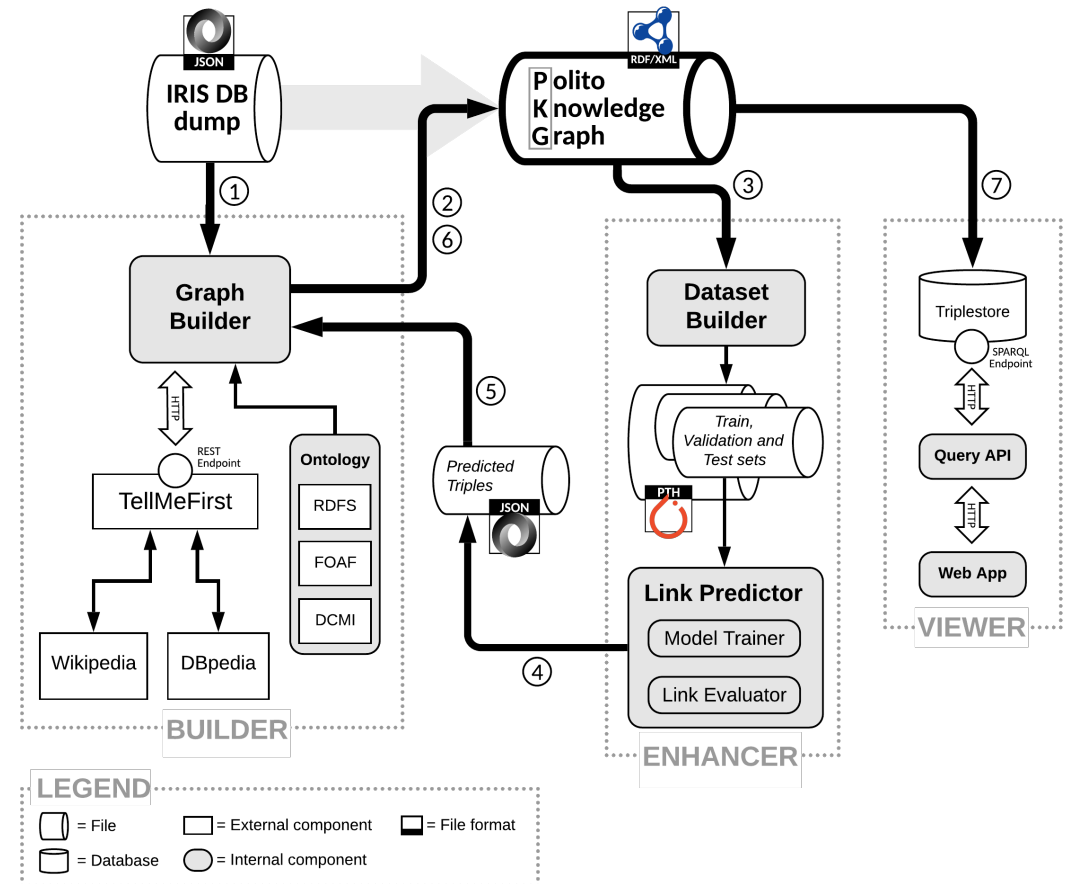 JSON
IRIS DB
dump
RDF/XML
Polito
Knowledge
Graph
1
2
6
3
7
Graph
Builder
HTTP
REST
Endpoint
TellMeFirst
Wikipedia
DBpedia
Ontology
RDFS
FOAF
DCMI
BUILDER
5
Predicted
Triples
JSON
4
Dataset
Builder
Train,
Validation and
Test sets
PTH
Link Predictor
Model Trainer
Link Evaluator
ENHANCER
Triplestore
SPARQL
Endpoint
HTTP
Query API
HTTP
Web App
VIEWER
LEGEND
= File
= External component
= File format
= Database
= Internal component